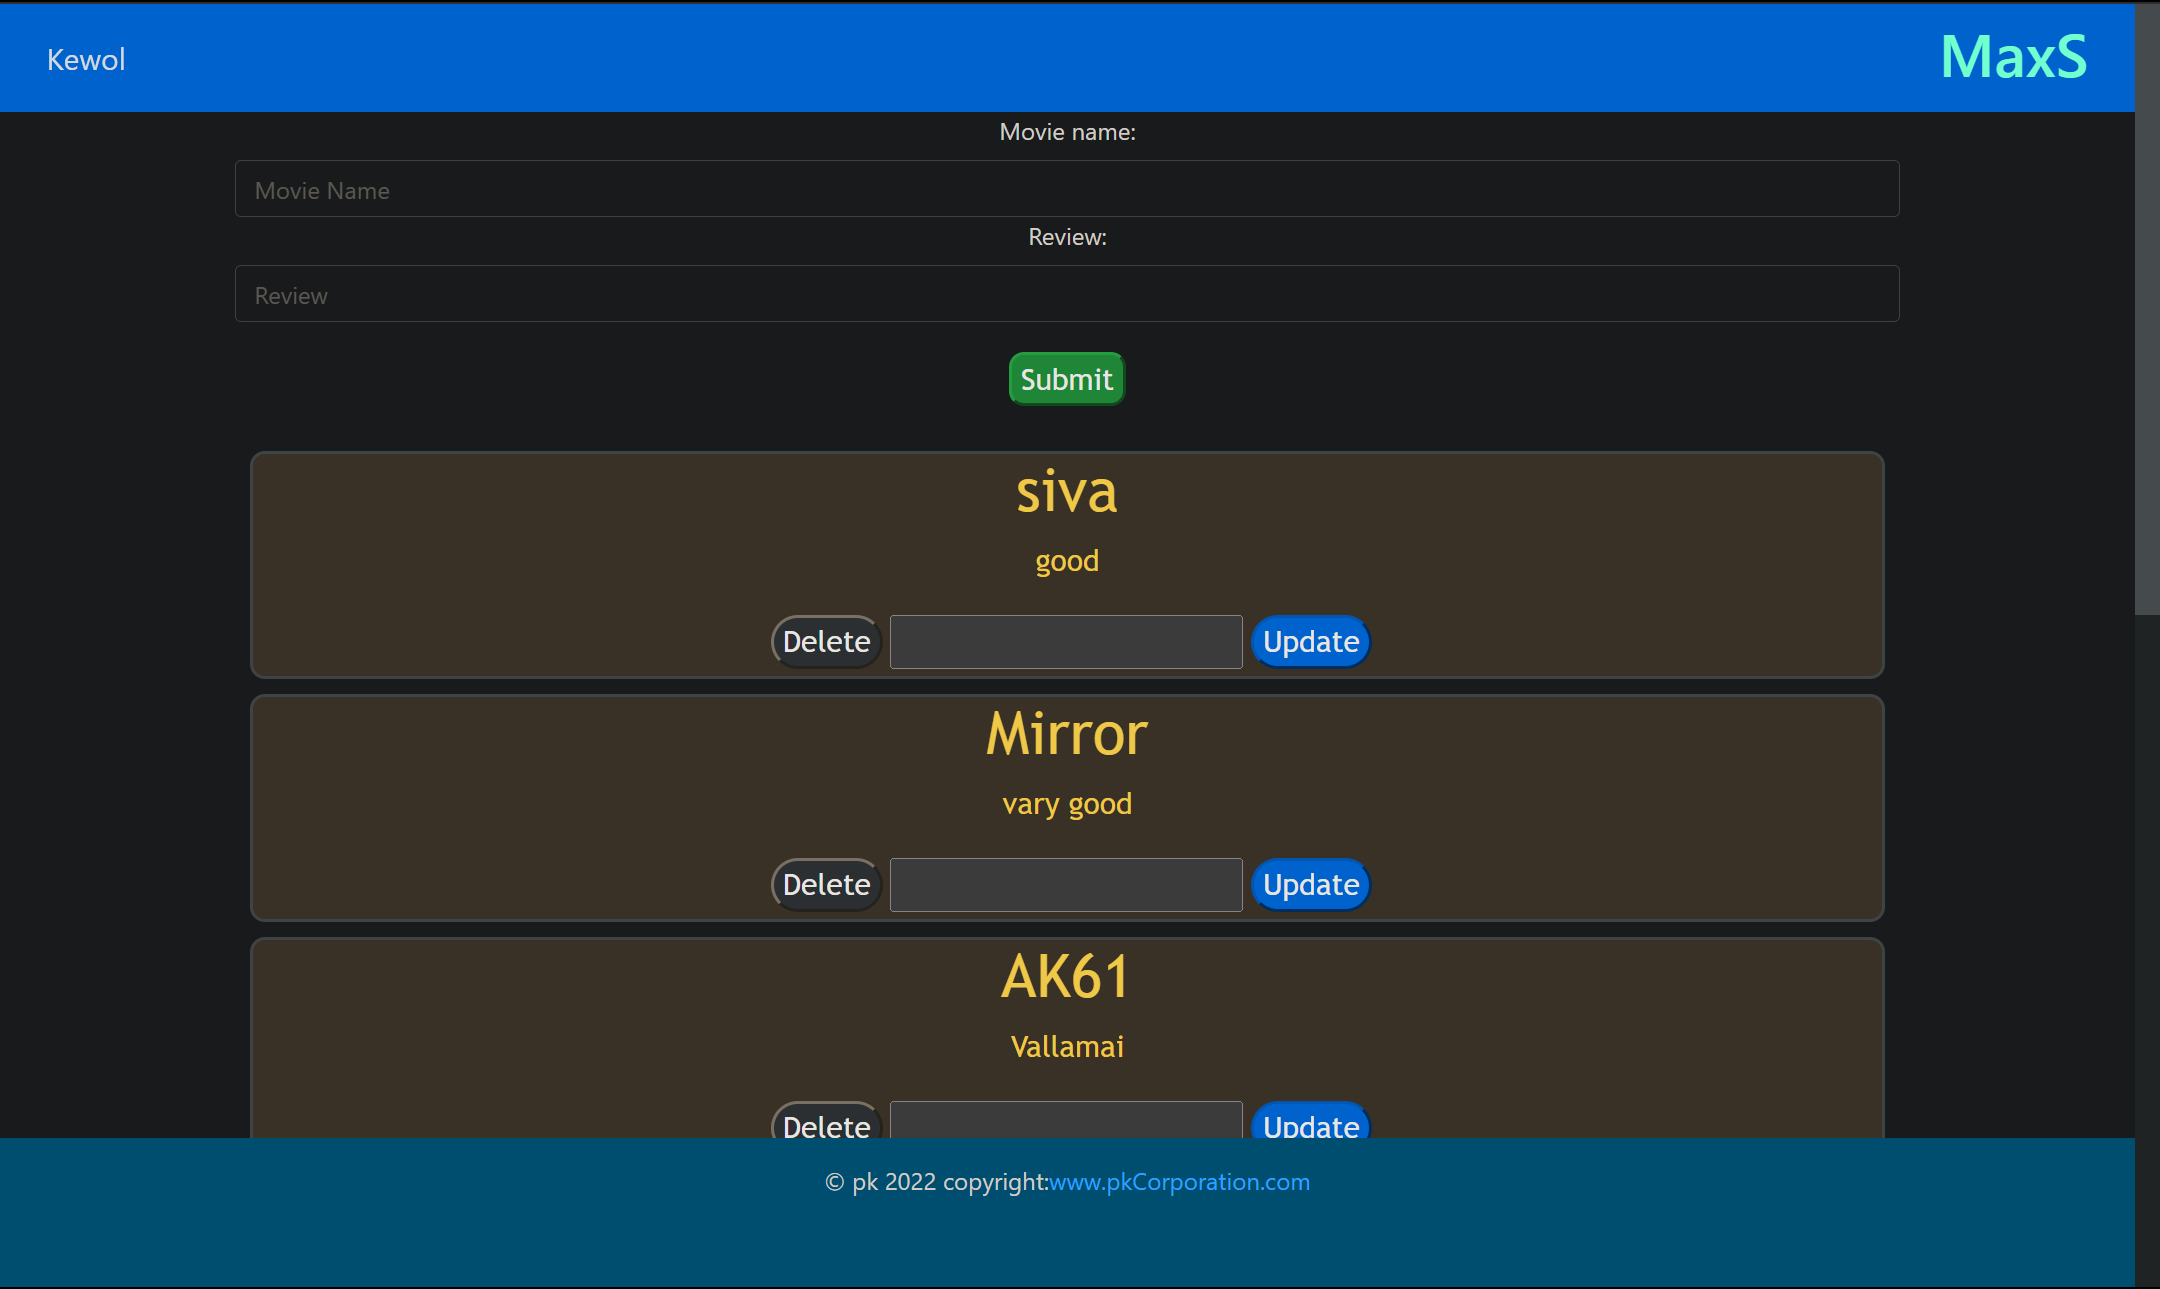 Kewol
MaxS
Movie name:
Movie Name
Review:
Review
Submit
siva
good
Delete Update
Mirror
vary good
Delete Update
AK61
Vallamai
Delete Update
© pk 2022 copyright:www.pkCorporation.com